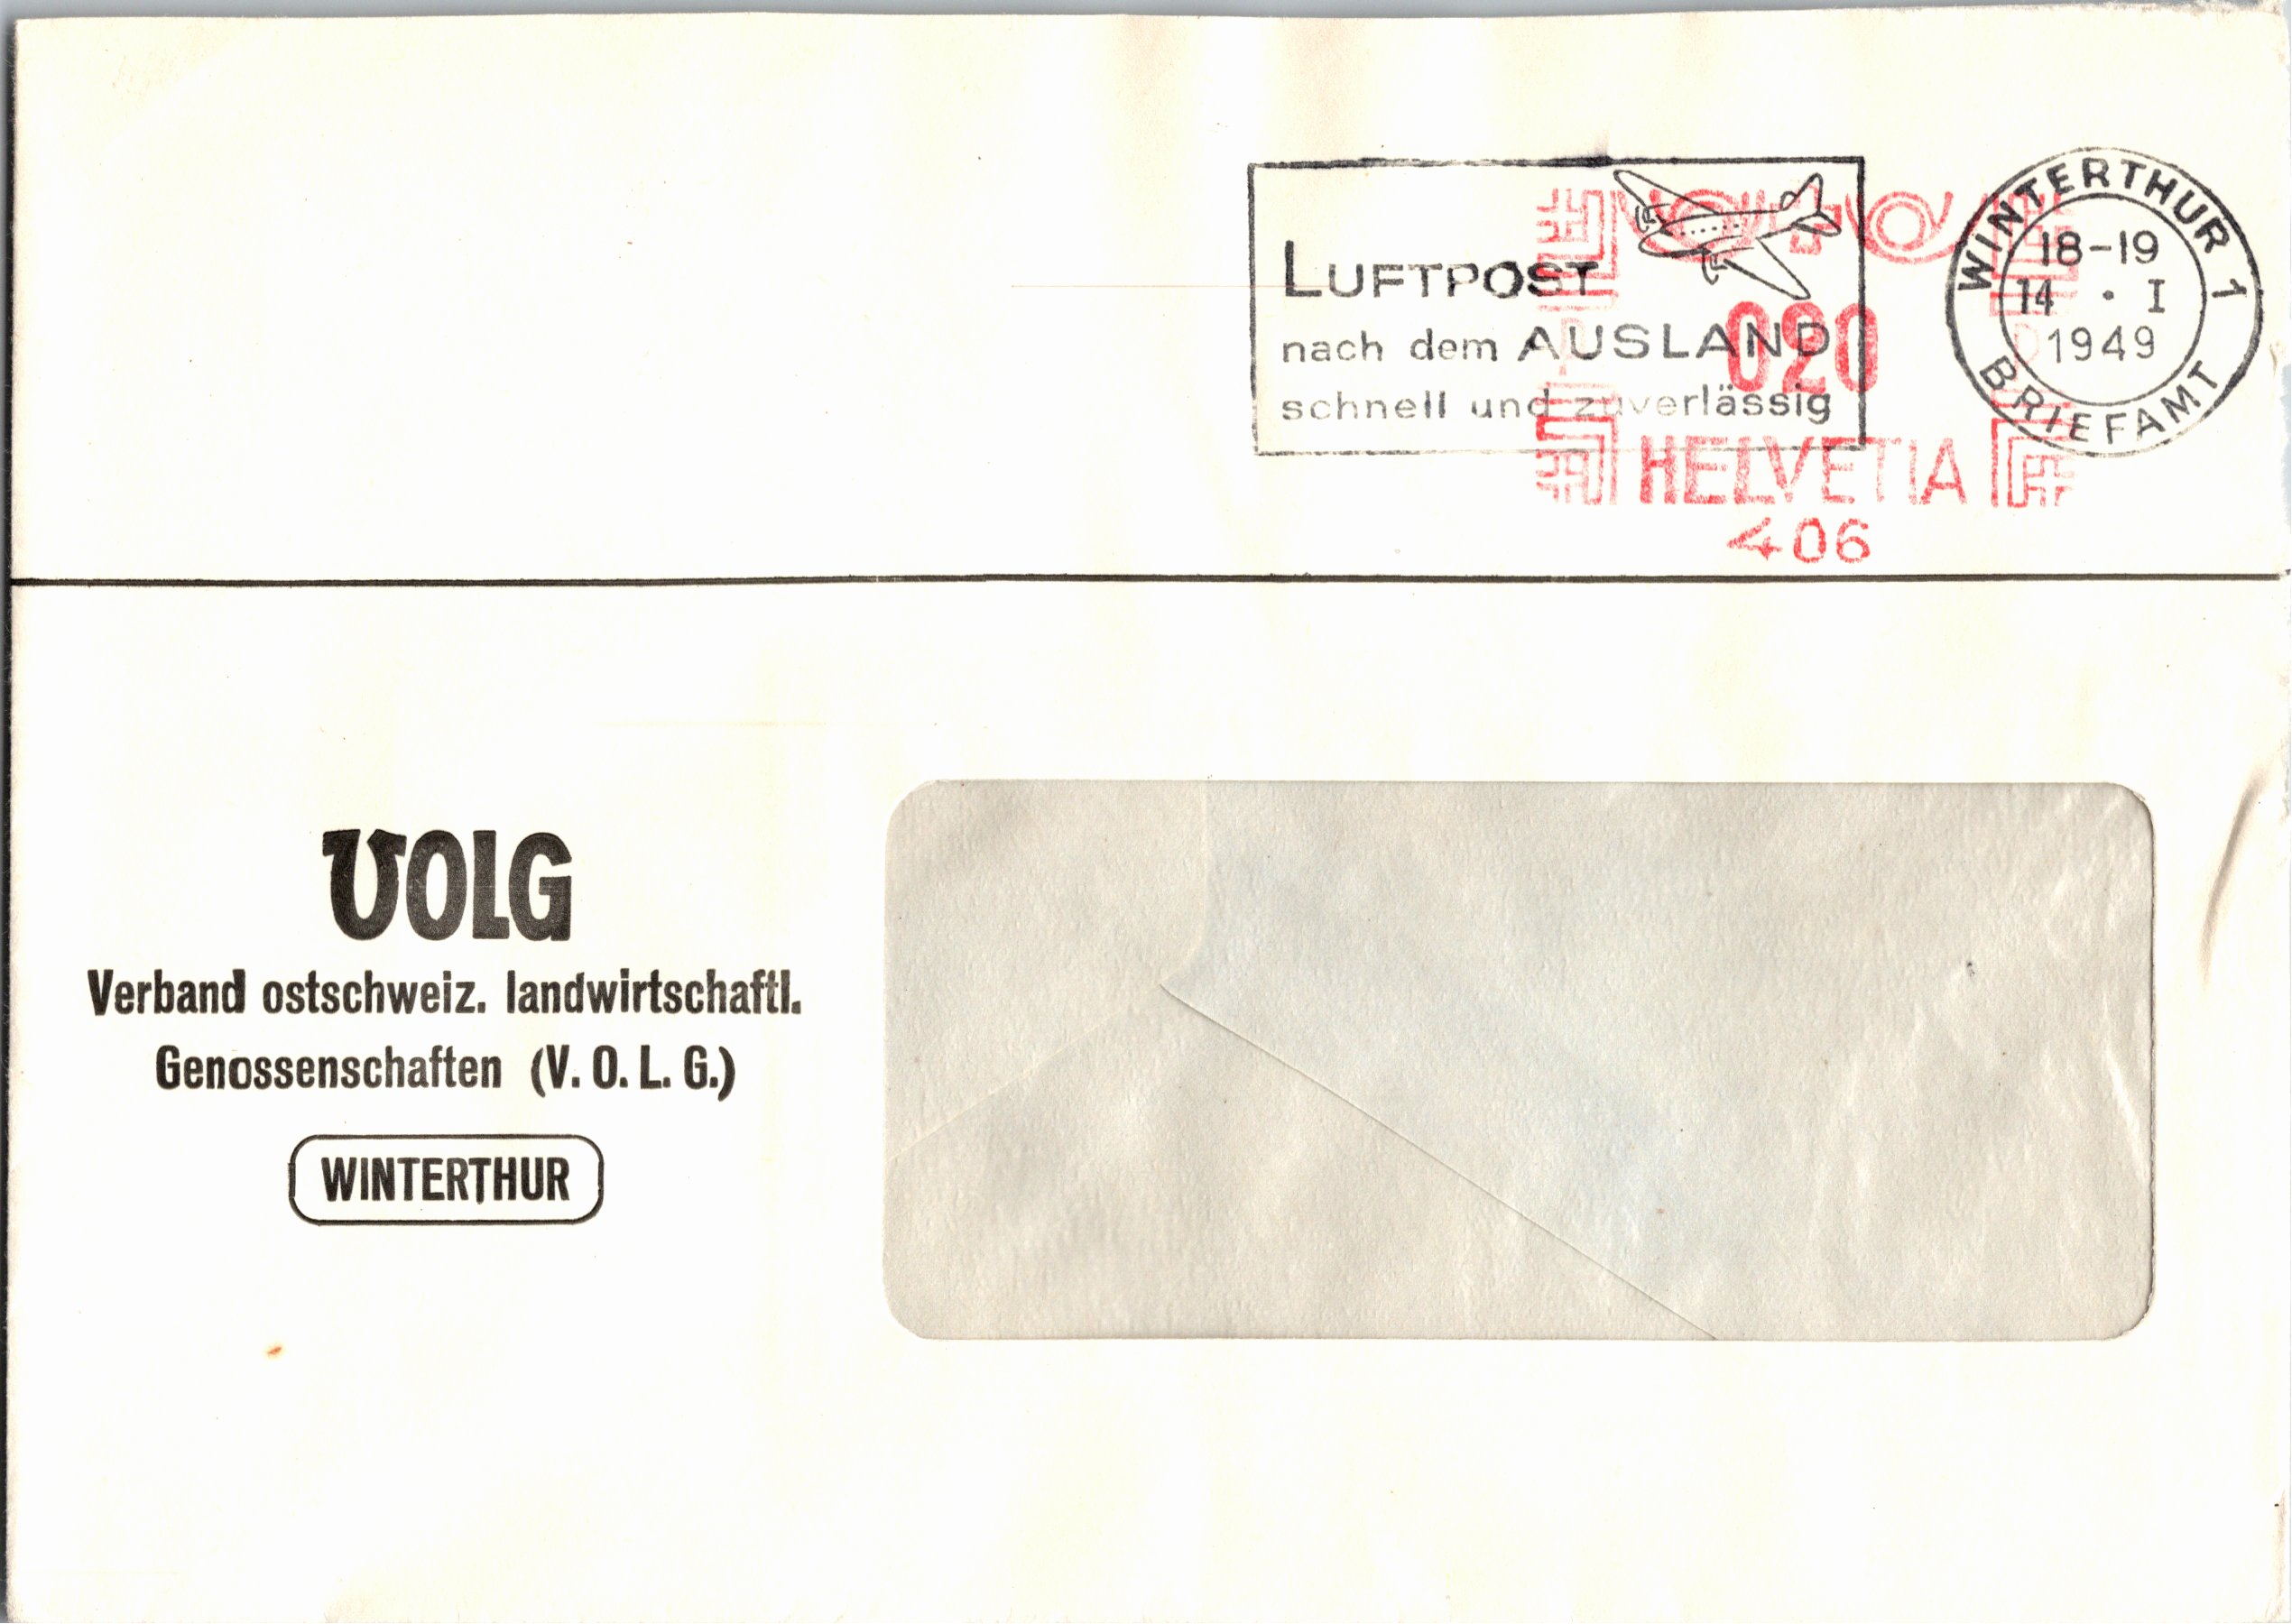 LUFTPOST
nach dem AUSLAND
schnell und zuverlässig
020
HELVETIA
406
WINTERTHUR 1
18-19
14 · I
1949
BRIEFAMT
VOLG
Verband ostschweiz. landwirtschaftl.
Genossenschaften (V. O. L. G.)
WINTERTHUR